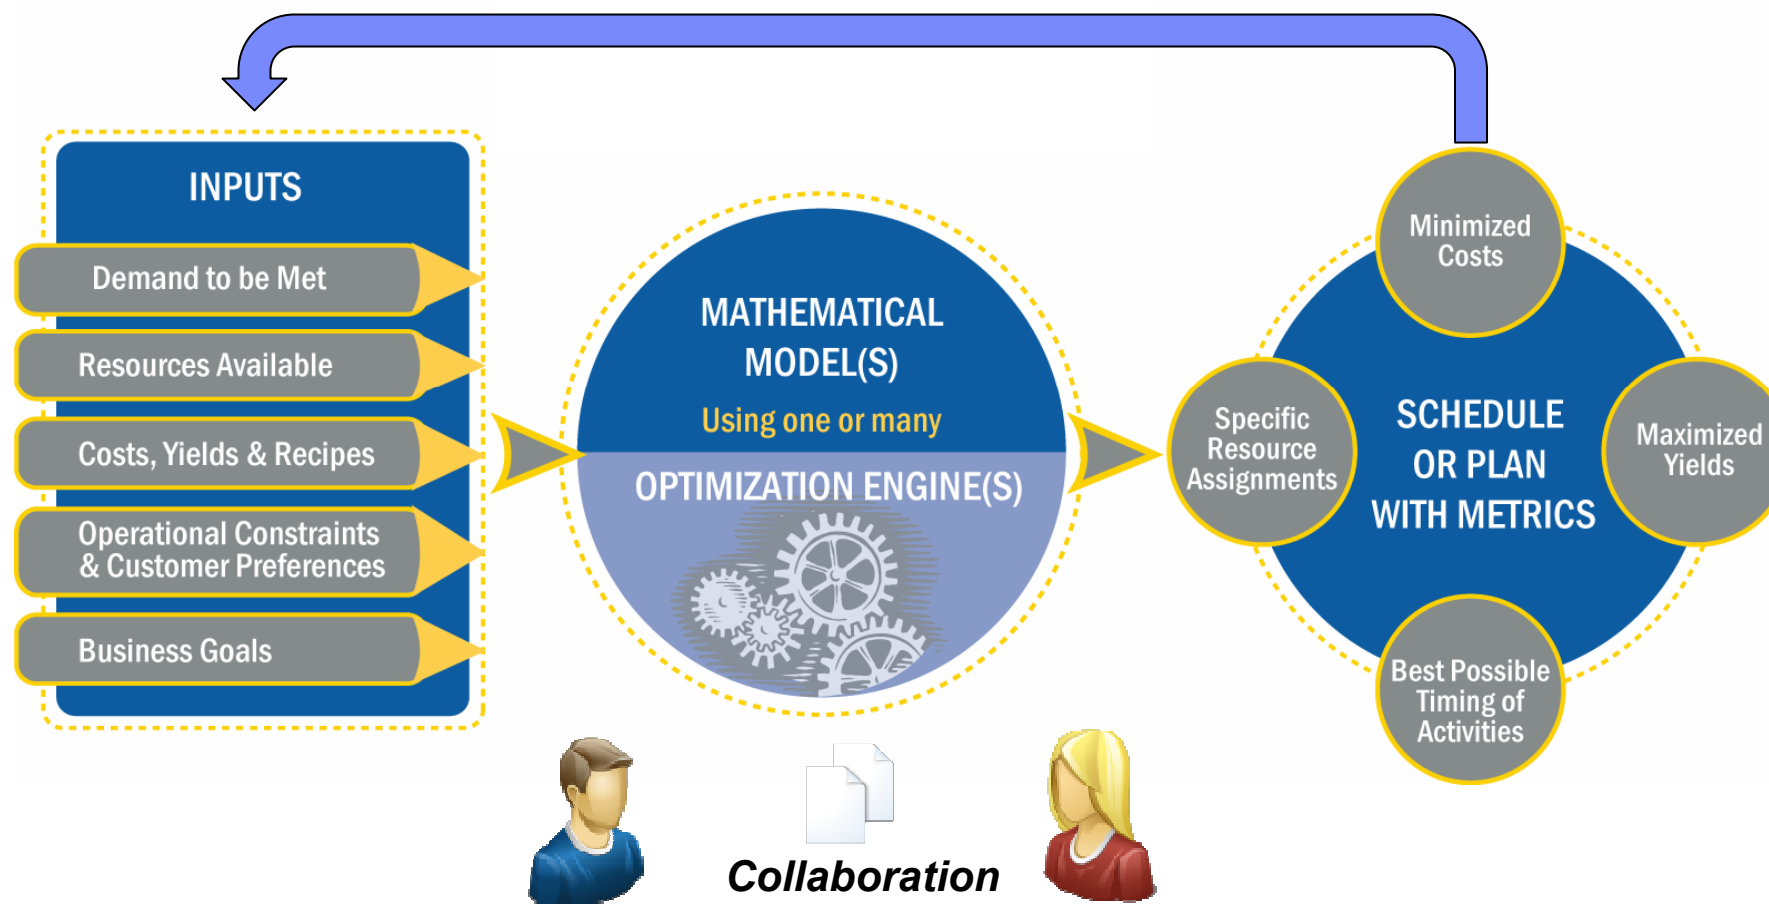 INPUTS
Demand to be Met
Resources Available
Costs, Yields & Recipes
Operational Constraints
& Customer Preferences
Business Goals
MATHEMATICAL
MODEL(S)
Using one or many
OPTIMIZATION ENGINE(S)
Minimized
Costs
Specific
Resource
Assignments
SCHEDULE
OR PLAN
WITH METRICS
Maximized
Yields
Best Possible
Timing of
Activities
Collaboration